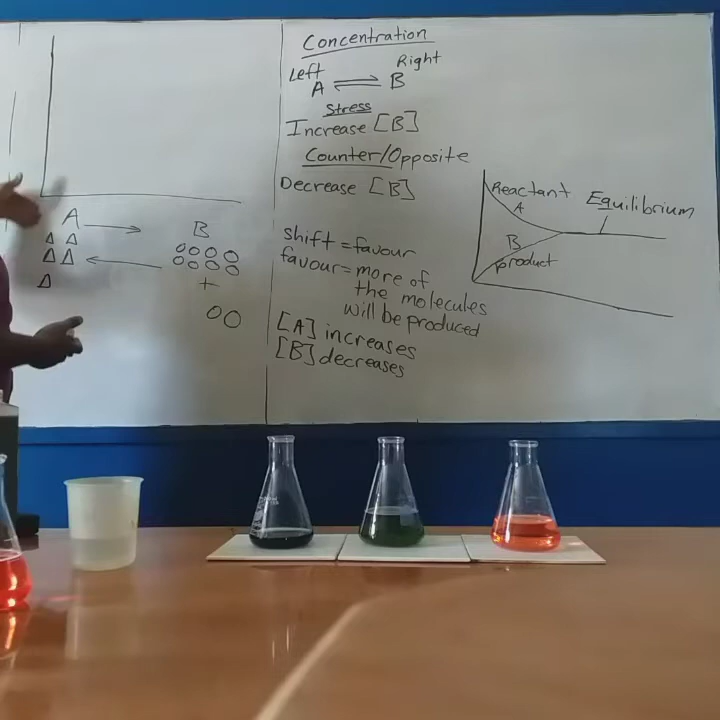 A
B
+
Concentration
Left Right
A ⇌ B
Stress
Increase [B]
Counter/Opposite
Decrease [B]
shift = favour
favour = more of
the molecules
will be produced
[A] increases
[B] decreases
Reactant
A
Equilibrium
B
product